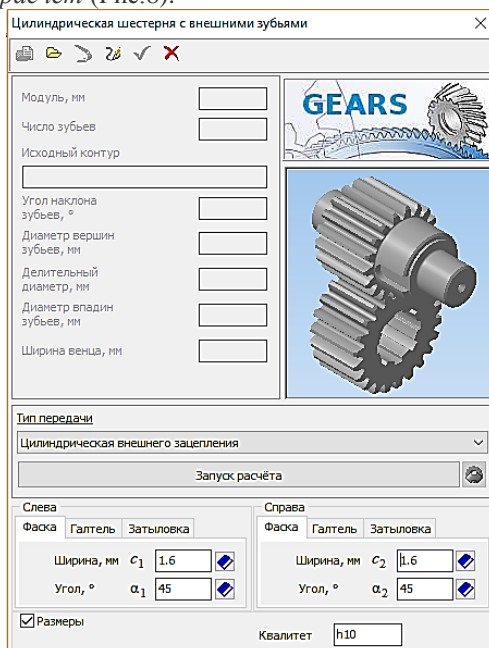 расчёт (Рис.8).
Цилиндрическая шестерня с внешними зубьями
Модуль, мм
Число зубьев
Исходный контур
Угол наклона
зубьев, °
Диаметр вершин
зубьев, мм
Делительный
диаметр, мм
Диаметр впадин
зубьев, мм
Ширина венца, мм
GEARS
Тип передачи
Цилиндрическая внешнего зацепления
Запуск расчёта
Слева
Фаска Галтель Затыловка
Ширина, мм c1 1.6
Угол, ° α1 45
Справа
Фаска Галтель Затыловка
Ширина, мм c2 1.6
Угол, ° α2 45
Размеры
Квалитет h10